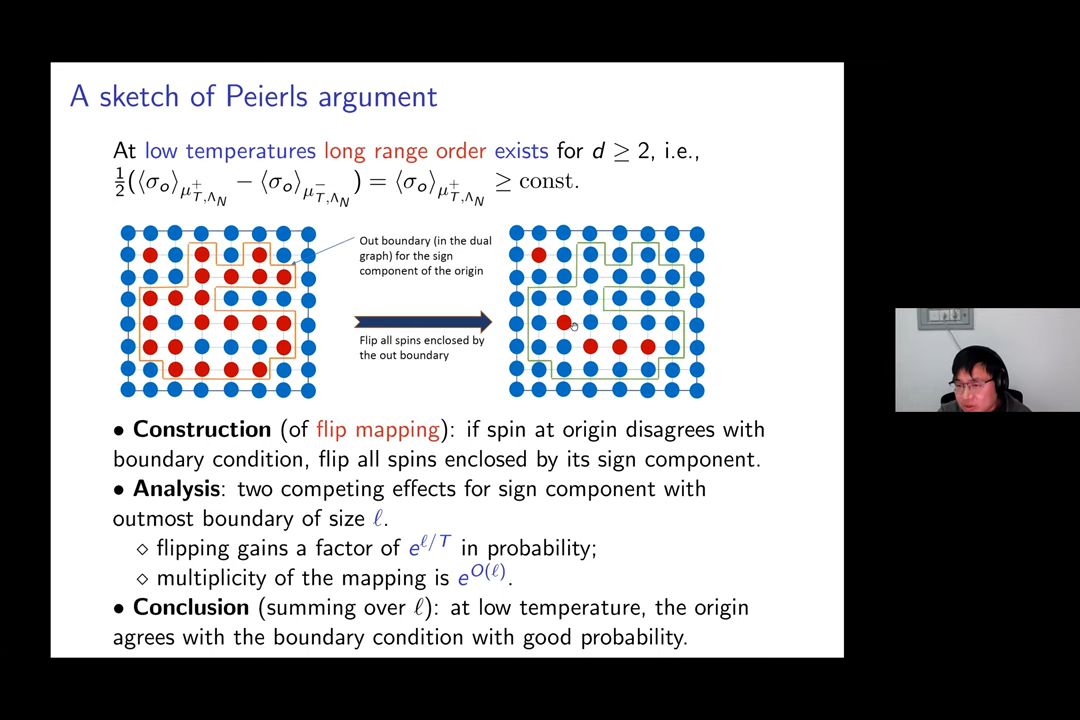 A sketch of Peierls argument
At low temperatures long range order exists for d ≥ 2, i.e.,
½(⟨σₒ⟩_{μ⁺_{T,Λ_N}} − ⟨σₒ⟩_{μ⁻_{T,Λ_N}}) = ⟨σₒ⟩_{μ⁺_{T,Λ_N}} ≥ const.
Out boundary (in the dual
graph) for the sign
component of the origin
Flip all spins enclosed by
the out boundary
• Construction (of flip mapping): if spin at origin disagrees with
boundary condition, flip all spins enclosed by its sign component.
• Analysis: two competing effects for sign component with
outmost boundary of size ℓ.
⋄ flipping gains a factor of e^{ℓ/T} in probability;
⋄ multiplicity of the mapping is e^{O(ℓ)}.
• Conclusion (summing over ℓ): at low temperature, the origin
agrees with the boundary condition with good probability.